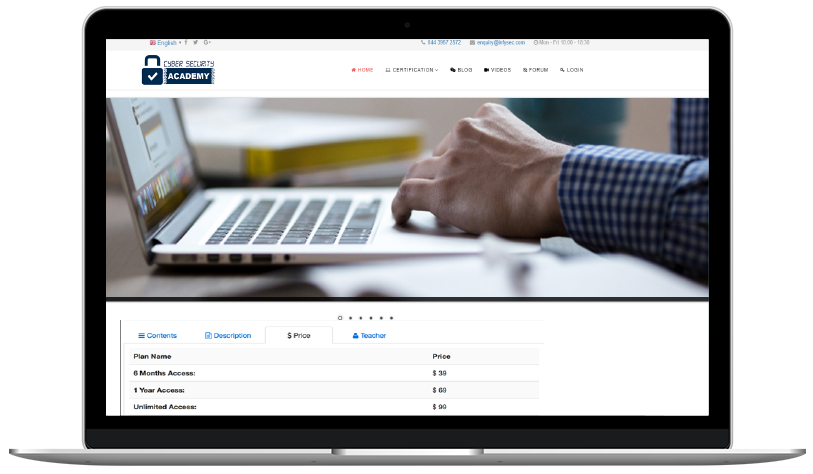 English f G+ 044 3957 2572 enquiry@infysec.com Mon - Fri 10:00 - 18:30
CYBER SECURITY
ACADEMY
HOME CERTIFICATION BLOG VIDEOS FORUM LOGIN
Contents Description $ Price Teacher
Plan Name Price
6 Months Access: $ 39
1 Year Access: $ 69
Unlimited Access: $ 99